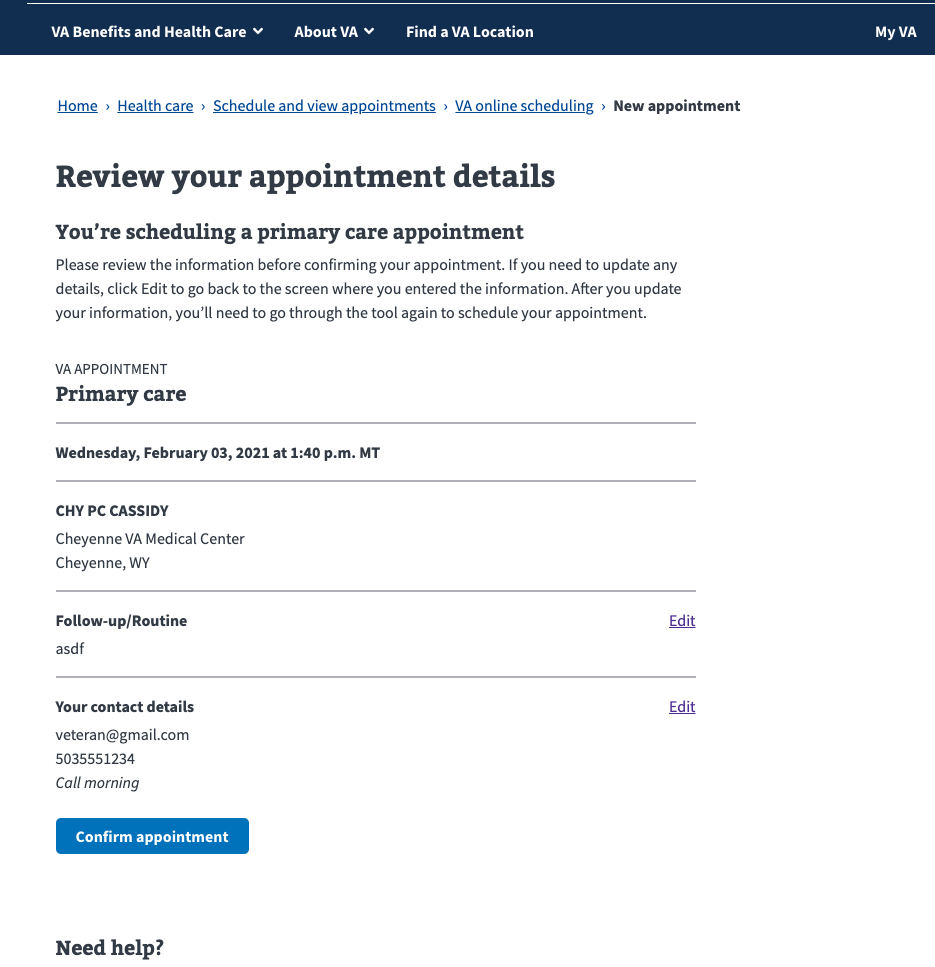 VA Benefits and Health Care About VA Find a VA Location My VA
Home › Health care › Schedule and view appointments › VA online scheduling › New appointment
Review your appointment details
You’re scheduling a primary care appointment
Please review the information before confirming your appointment. If you need to update any
details, click Edit to go back to the screen where you entered the information. After you update
your information, you’ll need to go through the tool again to schedule your appointment.
VA APPOINTMENT
Primary care
Wednesday, February 03, 2021 at 1:40 p.m. MT
CHY PC CASSIDY
Cheyenne VA Medical Center
Cheyenne, WY
Follow-up/Routine Edit
asdf
Your contact details Edit
veteran@gmail.com
5035551234
Call morning
Confirm appointment
Need help?